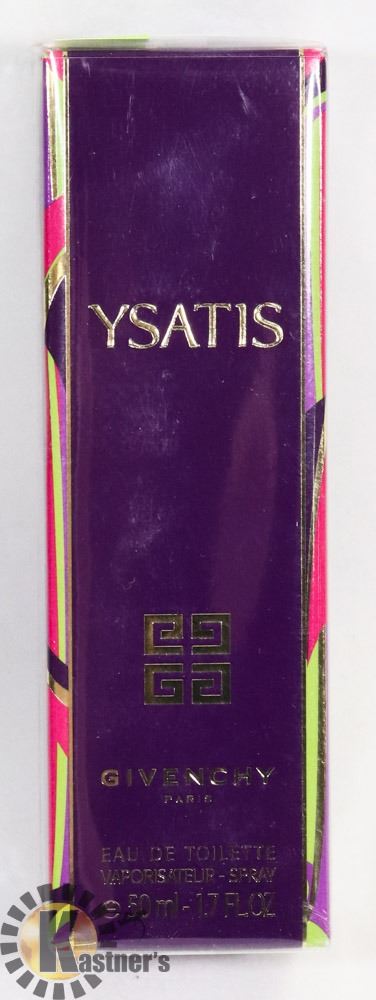 YSATIS
GIVENCHY
PARIS
EAU DE TOILETTE
VAPORISATEUR - SPRAY
℮ 50 ml - 1.7 FL.OZ
Kastner's